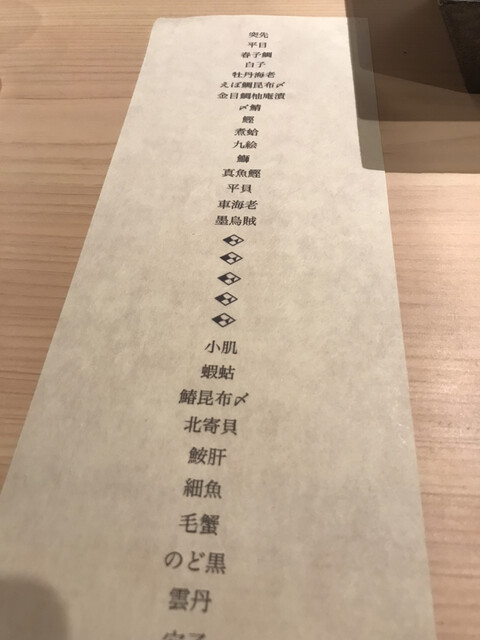 突先
平目
春子鯛
白子
牡丹海老
えぼ鯛昆布〆
金目鯛柚庵漬
〆鯖
鰹
煮蛤
九絵
鰤
真魚鰹
平貝
車海老
墨烏賊
小肌
蝦蛄
鰆昆布〆
北寄貝
鮟肝
細魚
毛蟹
のど黒
雲丹